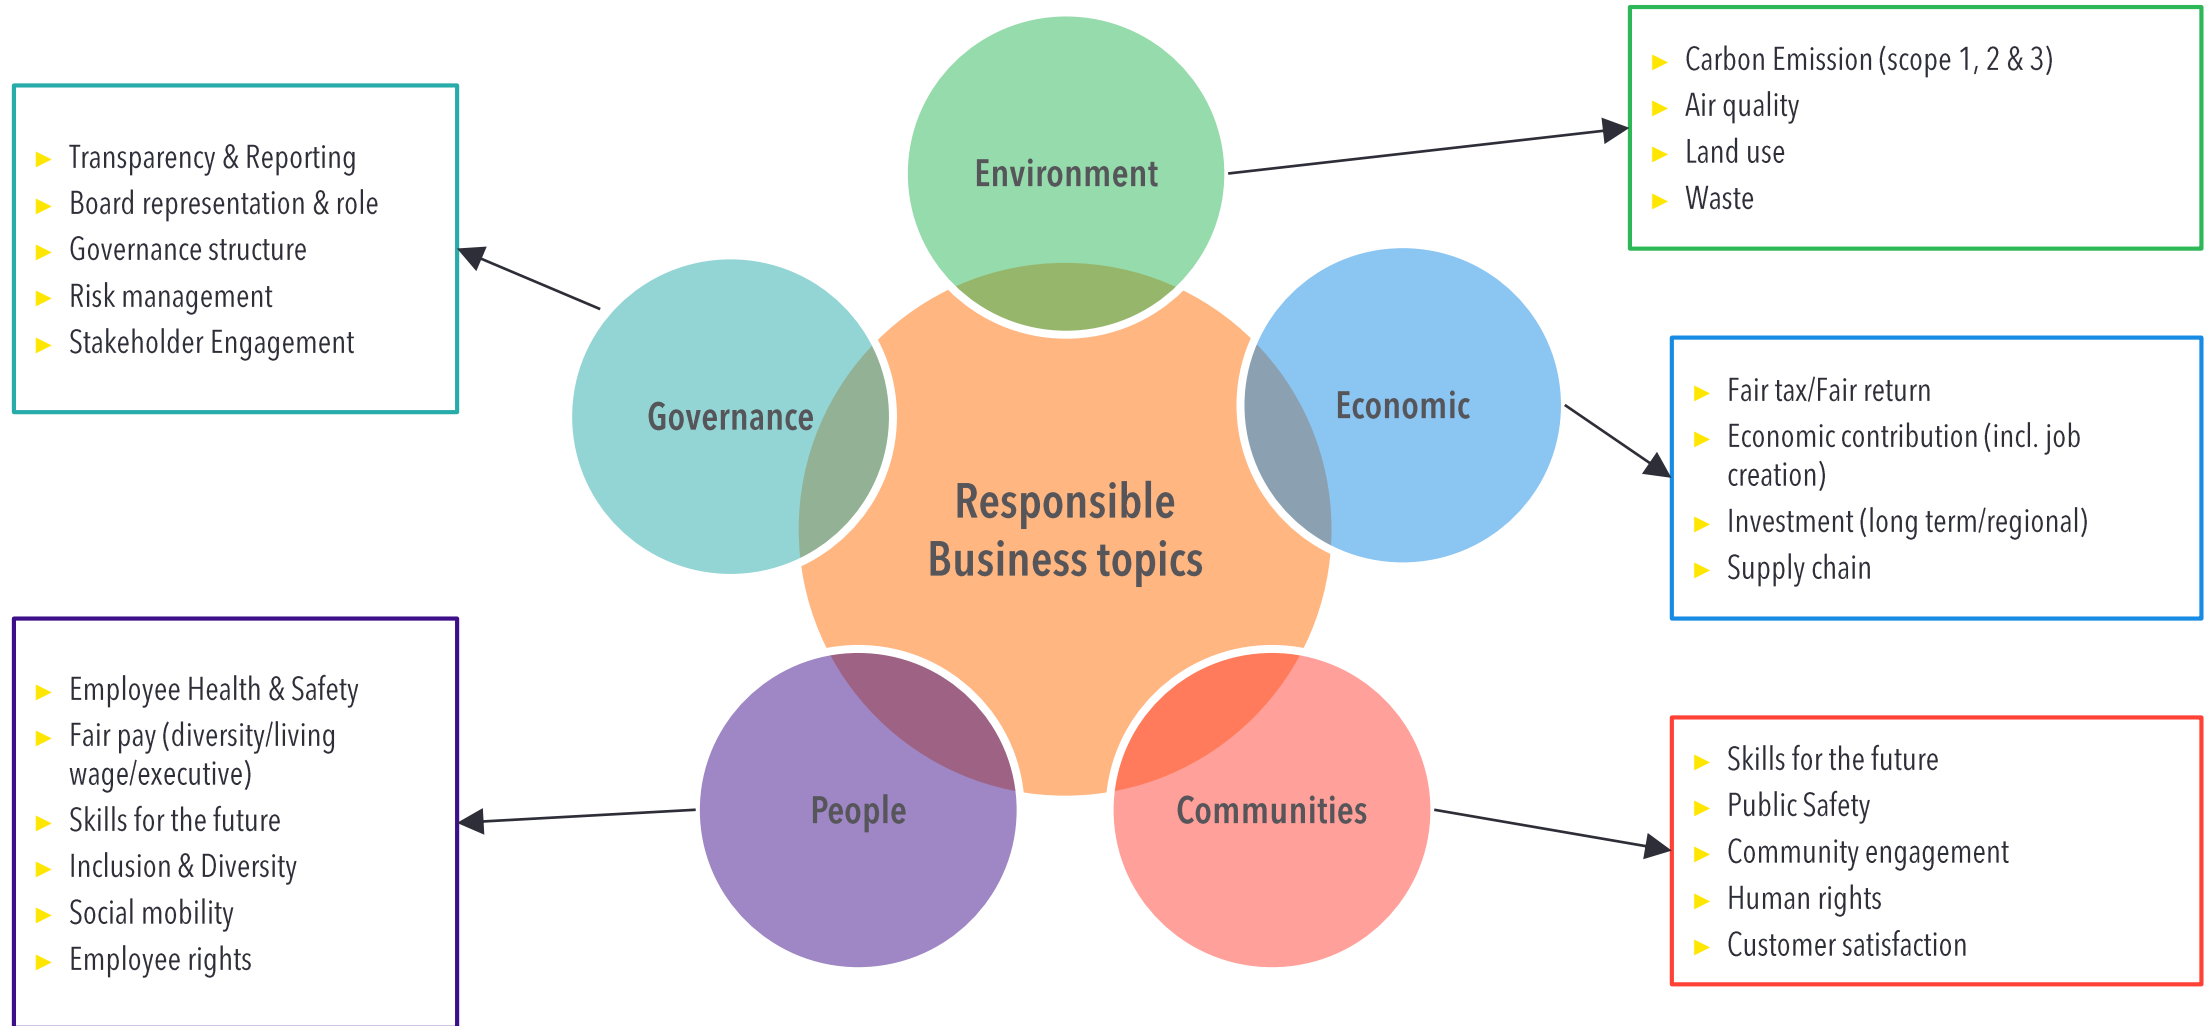 Environment
Carbon Emission (scope 1, 2 & 3)
Air quality
Land use
Waste
Transparency & Reporting
Board representation & role
Governance structure
Risk management
Stakeholder Engagement
Governance
Economic
Fair tax/Fair return
Economic contribution (incl. job
creation)
Investment (long term/regional)
Supply chain
Responsible
Business topics
Employee Health & Safety
Fair pay (diversity/living
wage/executive)
Skills for the future
Inclusion & Diversity
Social mobility
Employee rights
People
Communities
Skills for the future
Public Safety
Community engagement
Human rights
Customer satisfaction